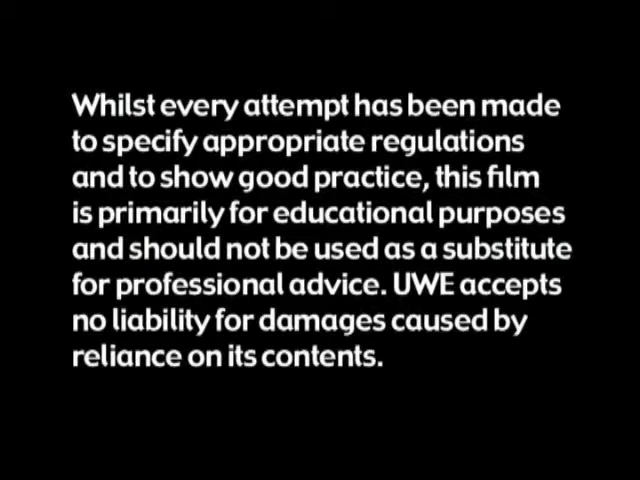 Whilst every attempt has been made
to specify appropriate regulations
and to show good practice, this film
is primarily for educational purposes
and should not be used as a substitute
for professional advice. UWE accepts
no liability for damages caused by
reliance on its contents.